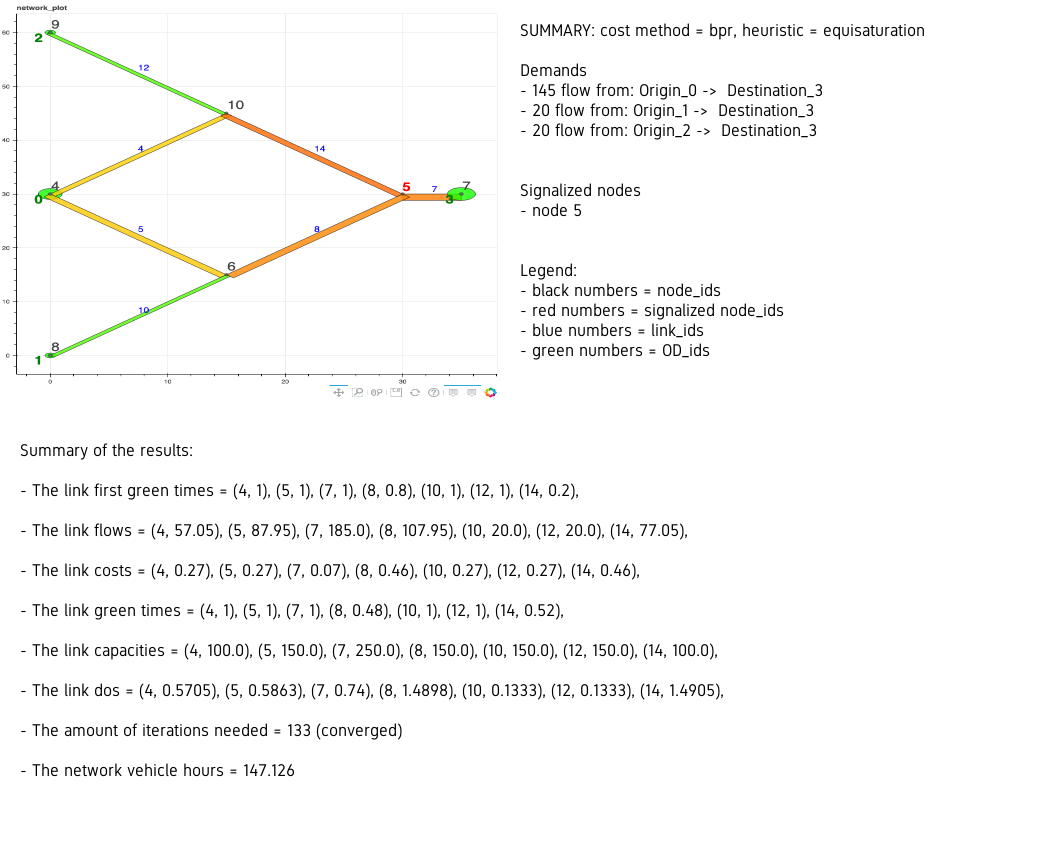 network_plot
60
50
40
30
20
10
0
0
10
20
30
9
2
12
10
4
14
4
0
5
7
7
3
5
8
6
10
8
1
SUMMARY: cost method = bpr, heuristic = equisaturation
Demands
- 145 flow from: Origin_0 -> Destination_3
- 20 flow from: Origin_1 -> Destination_3
- 20 flow from: Origin_2 -> Destination_3
Signalized nodes
- node 5
Legend:
- black numbers = node_ids
- red numbers = signalized node_ids
- blue numbers = link_ids
- green numbers = OD_ids
Summary of the results:
- The link first green times = (4, 1), (5, 1), (7, 1), (8, 0.8), (10, 1), (12, 1), (14, 0.2),
- The link flows = (4, 57.05), (5, 87.95), (7, 185.0), (8, 107.95), (10, 20.0), (12, 20.0), (14, 77.05),
- The link costs = (4, 0.27), (5, 0.27), (7, 0.07), (8, 0.46), (10, 0.27), (12, 0.27), (14, 0.46),
- The link green times = (4, 1), (5, 1), (7, 1), (8, 0.48), (10, 1), (12, 1), (14, 0.52),
- The link capacities = (4, 100.0), (5, 150.0), (7, 250.0), (8, 150.0), (10, 150.0), (12, 150.0), (14, 100.0),
- The link dos = (4, 0.5705), (5, 0.5863), (7, 0.74), (8, 1.4898), (10, 0.1333), (12, 0.1333), (14, 1.4905),
- The amount of iterations needed = 133 (converged)
- The network vehicle hours = 147.126